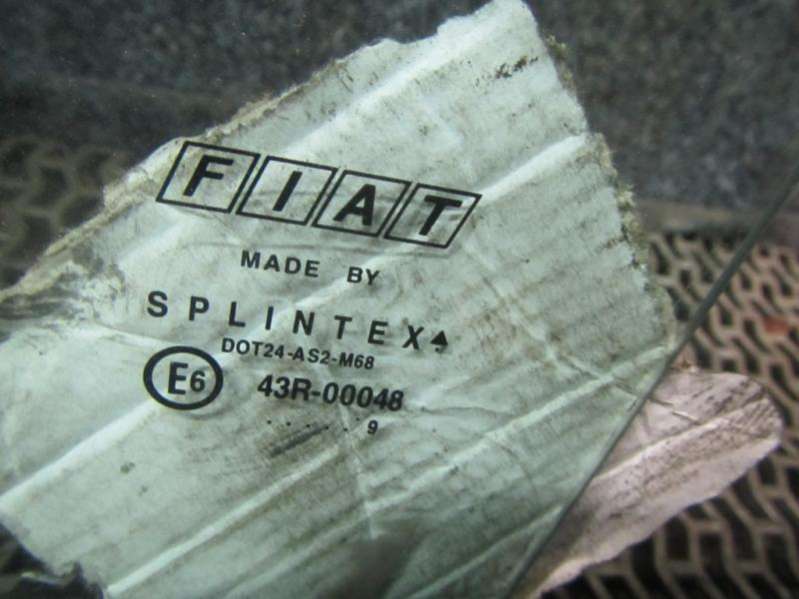 FIAT
MADE BY
SPLINTEX
DOT24-AS2-M68
E6 43R-00048
...... 9